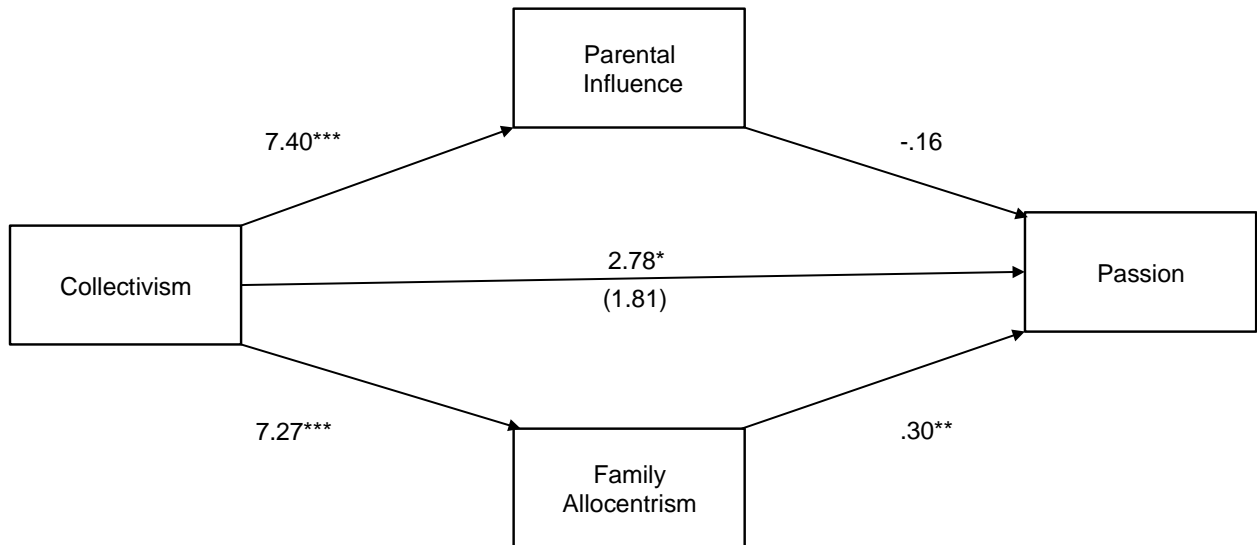 Parental
Influence
7.40***
-.16
2.78*
Collectivism
Passion
(1.81)
7.27***
.30**
Family
Allocentrism